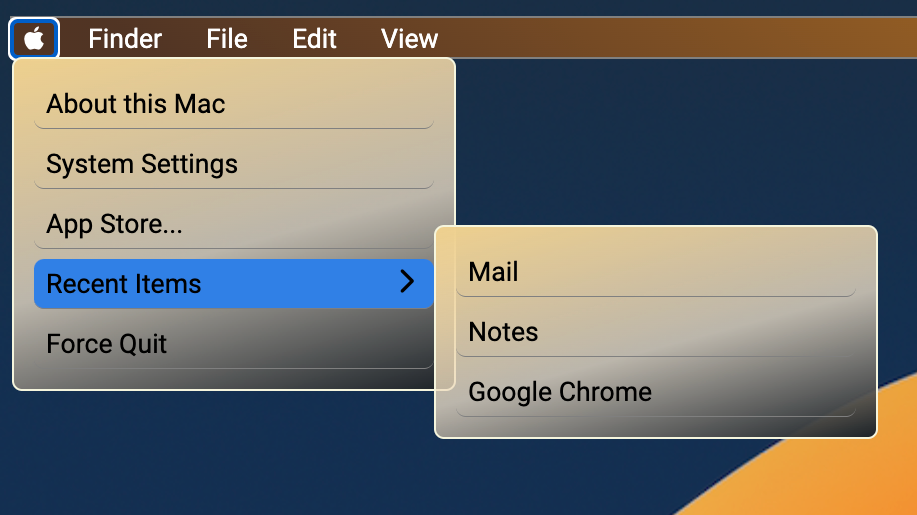 Finder File Edit View
About this Mac
System Settings
App Store...
Recent Items
Force Quit
Mail
Notes
Google Chrome